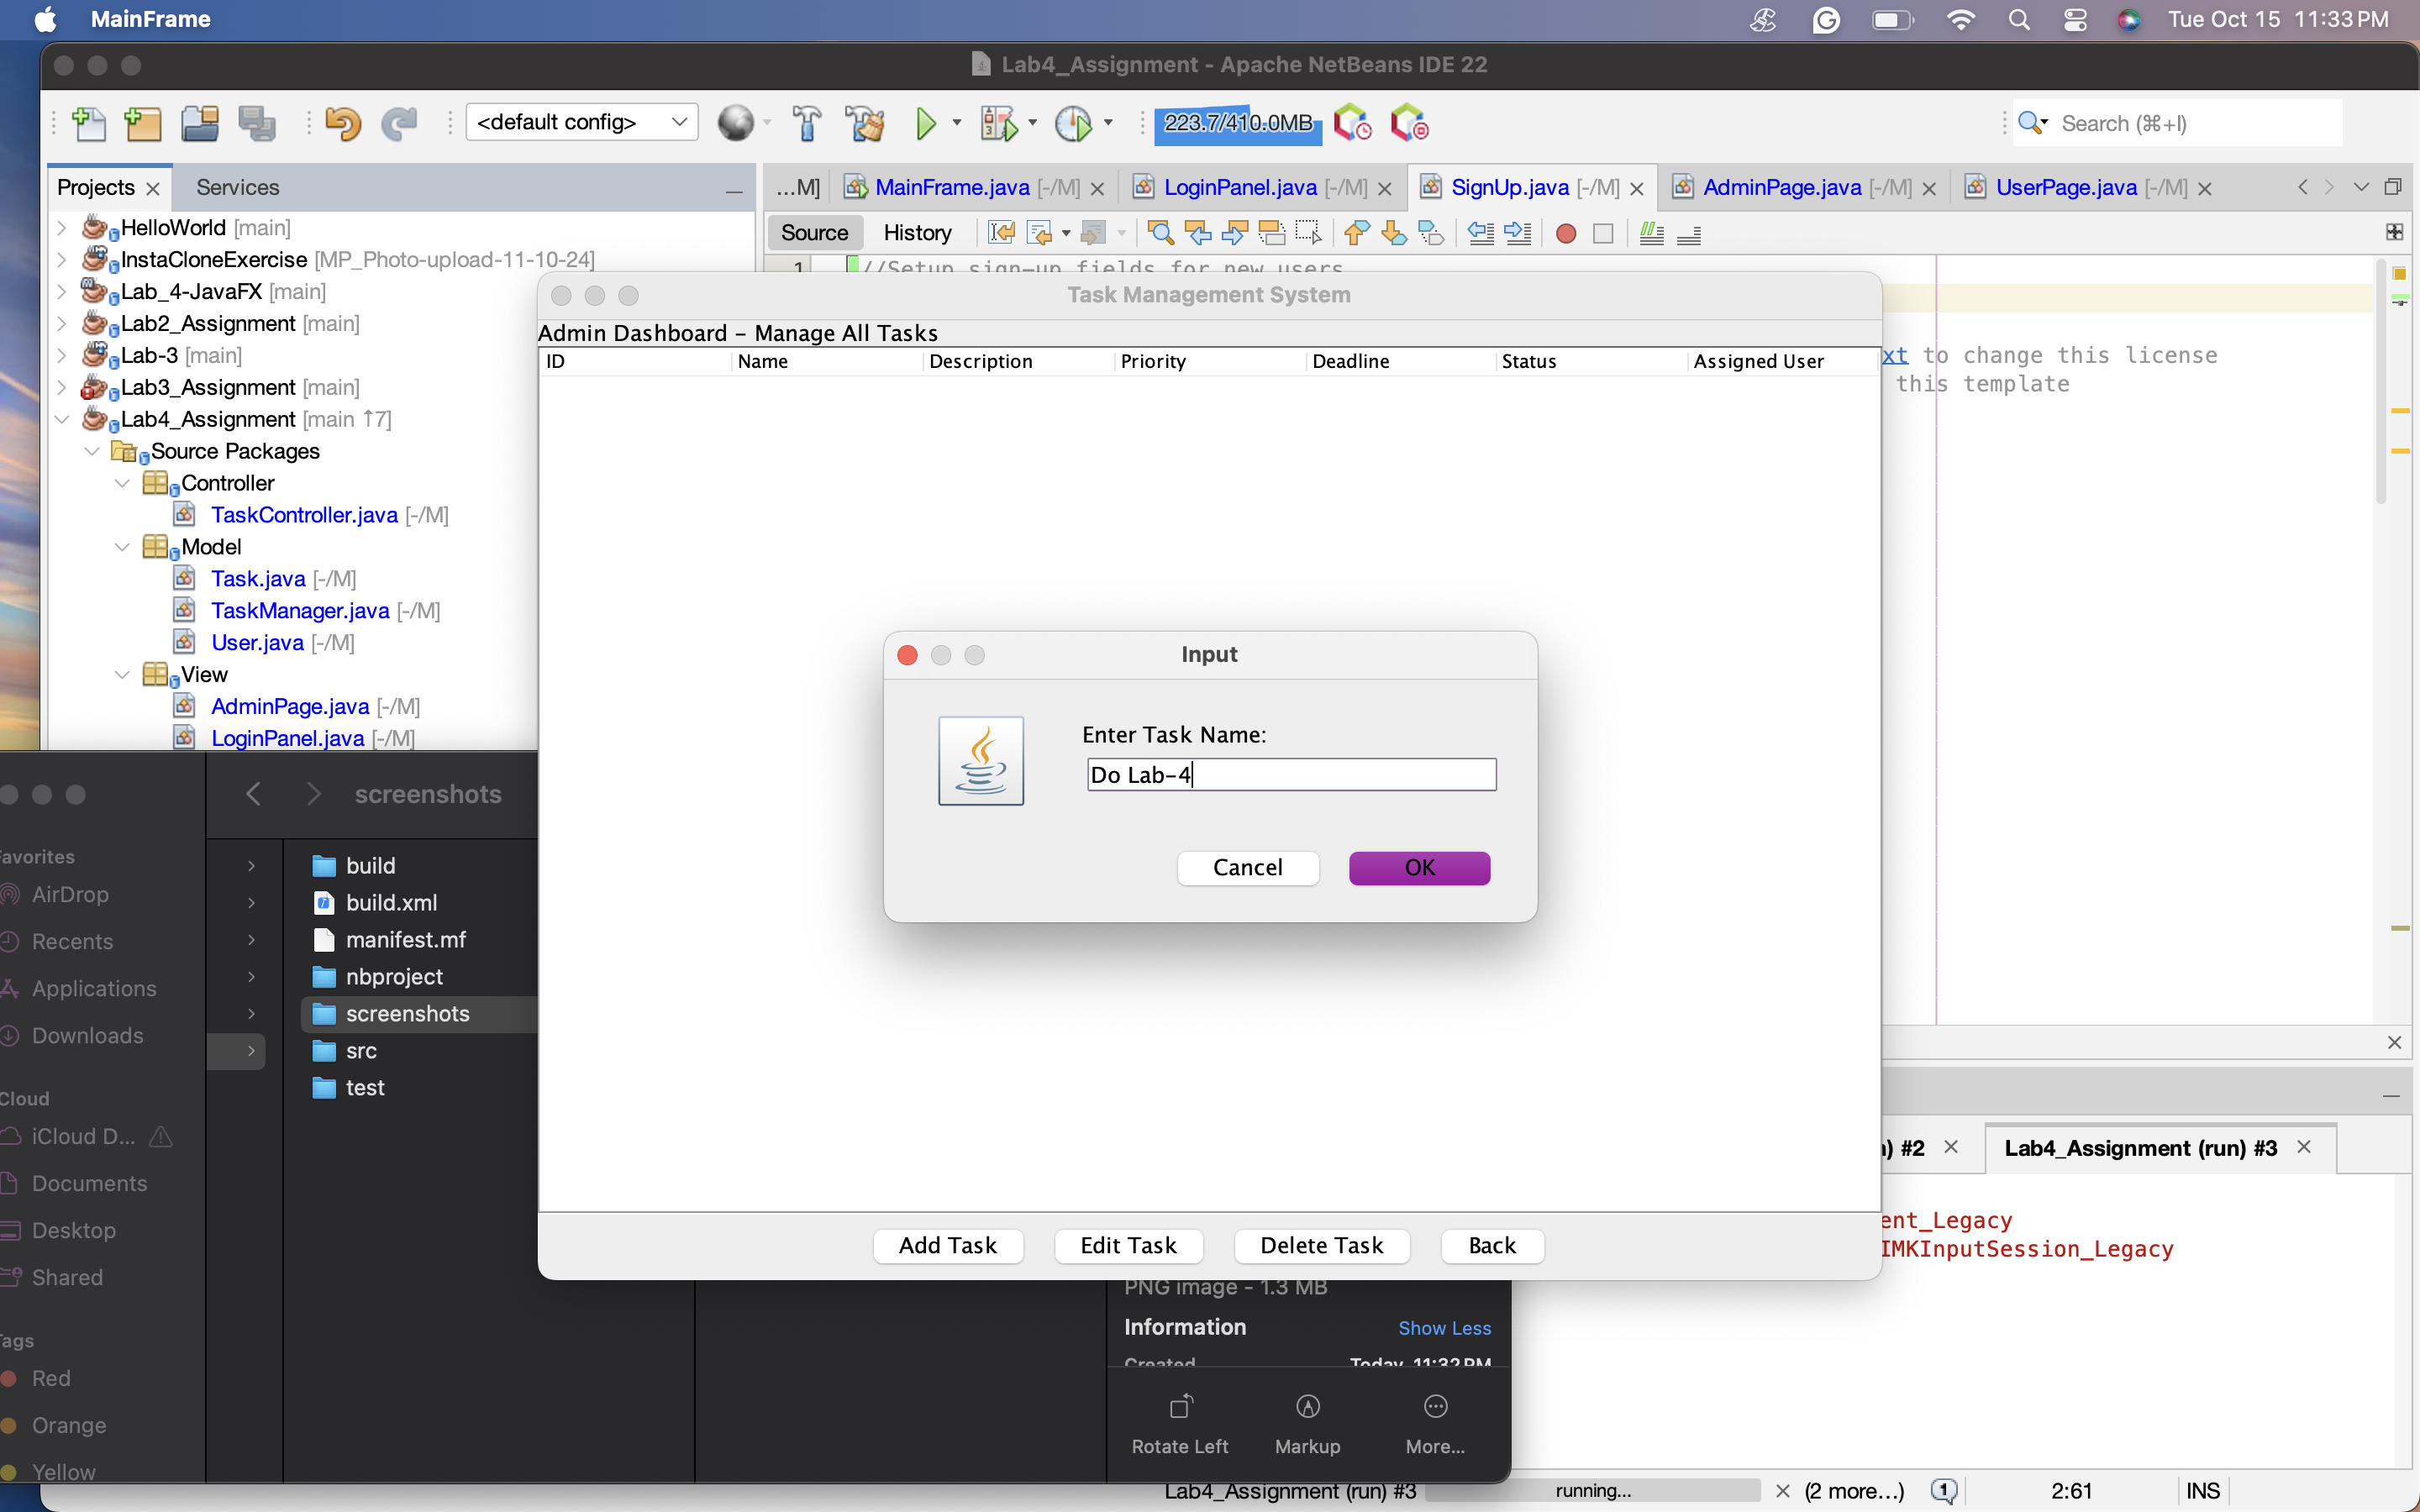 MainFrame
Tue Oct 15 11:33 PM
Lab4_Assignment - Apache NetBeans IDE 22
<default config>
223.7/410.0MB
Search (⌘+I)
Projects
Services
...M]
MainFrame.java [-/M]
LoginPanel.java [-/M]
SignUp.java [-/M]
AdminPage.java [-/M]
UserPage.java [-/M]
Source
History
HelloWorld [main]
InstaCloneExercise [MP_Photo-upload-11-10-24]
Lab_4-JavaFX [main]
Lab2_Assignment [main]
Lab-3 [main]
Lab3_Assignment [main]
Lab4_Assignment [main ↑7]
Source Packages
Controller
TaskController.java [-/M]
Model
Task.java [-/M]
TaskManager.java [-/M]
User.java [-/M]
View
AdminPage.java [-/M]
LoginPanel.java [-/M]
1
//Setup sign-up fields for new users
xt to change this license
this template
Task Management System
Admin Dashboard - Manage All Tasks
ID Name Description Priority Deadline Status Assigned User
Input
Enter Task Name:
Do Lab-4
Cancel
OK
Add Task
Edit Task
Delete Task
Back
screenshots
avorites
AirDrop
Recents
Applications
Downloads
Cloud
iCloud D...
Documents
Desktop
Shared
ags
Red
Orange
Yellow
build
build.xml
manifest.mf
nbproject
screenshots
src
test
PNG image - 1.3 MB
Information
Show Less
Created
Today, 11:32 PM
Rotate Left
Markup
More...
) #2
Lab4_Assignment (run) #3
ent_Legacy
IMKInputSession_Legacy
Lab4_Assignment (run) #3
running...
(2 more...)
1
2:61
INS